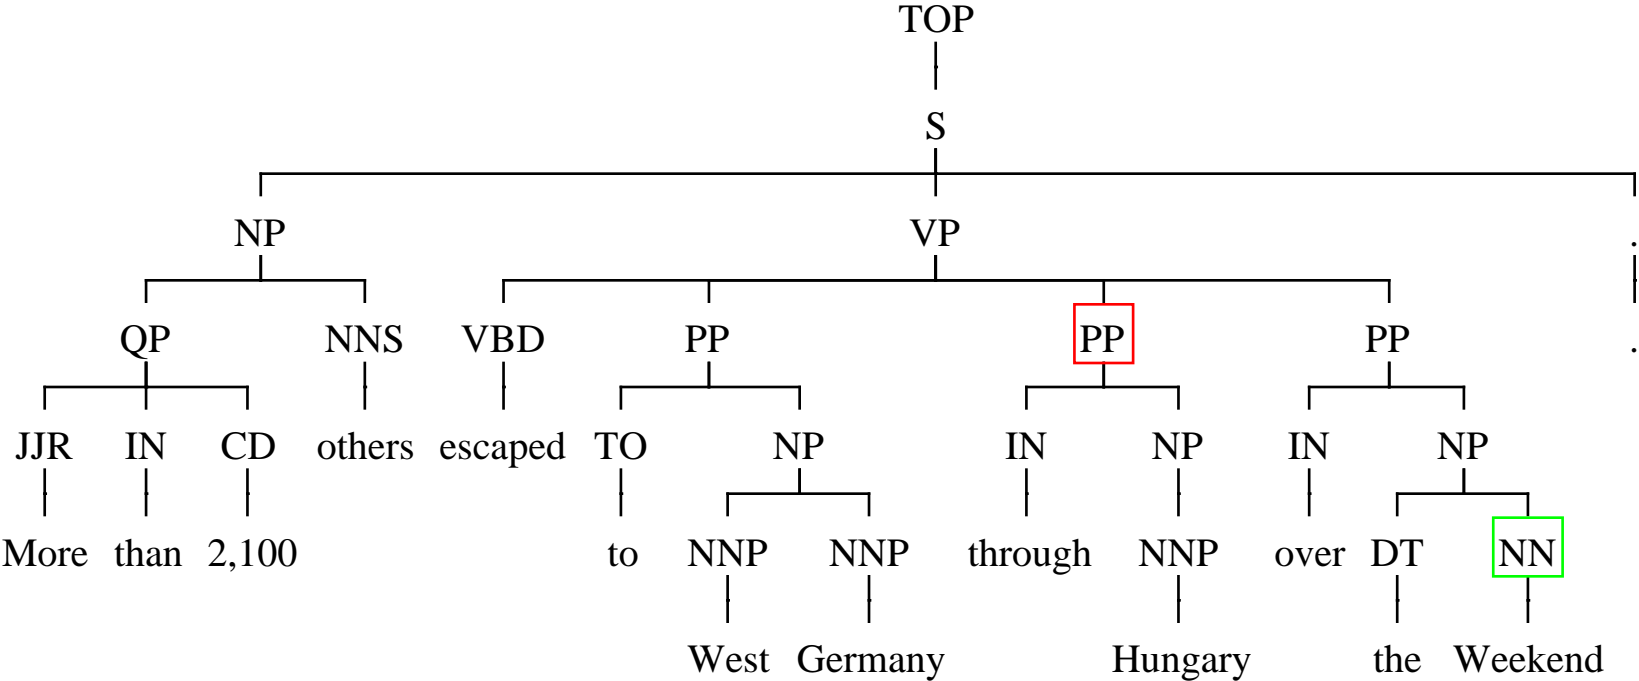 TOP
S
NP VP .
QP NNS VBD PP PP PP .
JJR IN CD others escaped TO NP IN NP IN NP
More than 2,100 to NNP NNP through NNP over DT NN
West Germany Hungary the Weekend